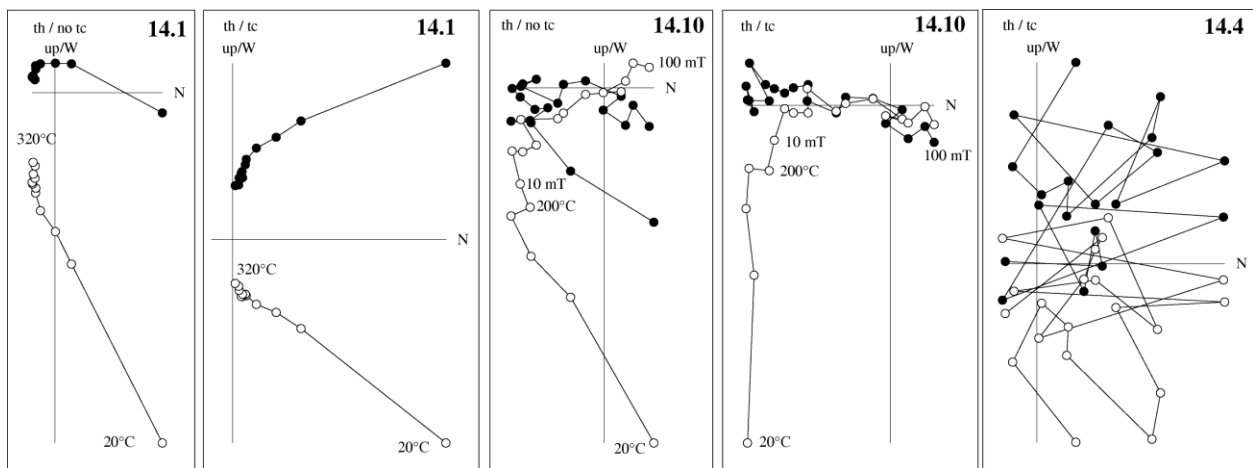 th / no tc 14.1
up/W
N
320°C
20°C
th / tc 14.1
up/W
N
320°C
20°C
th / no tc 14.10
up/W
100 mT
N
10 mT
200°C
20°C
th / tc 14.10
up/W
N
10 mT
100 mT
200°C
20°C
th / tc 14.4
up/W
N